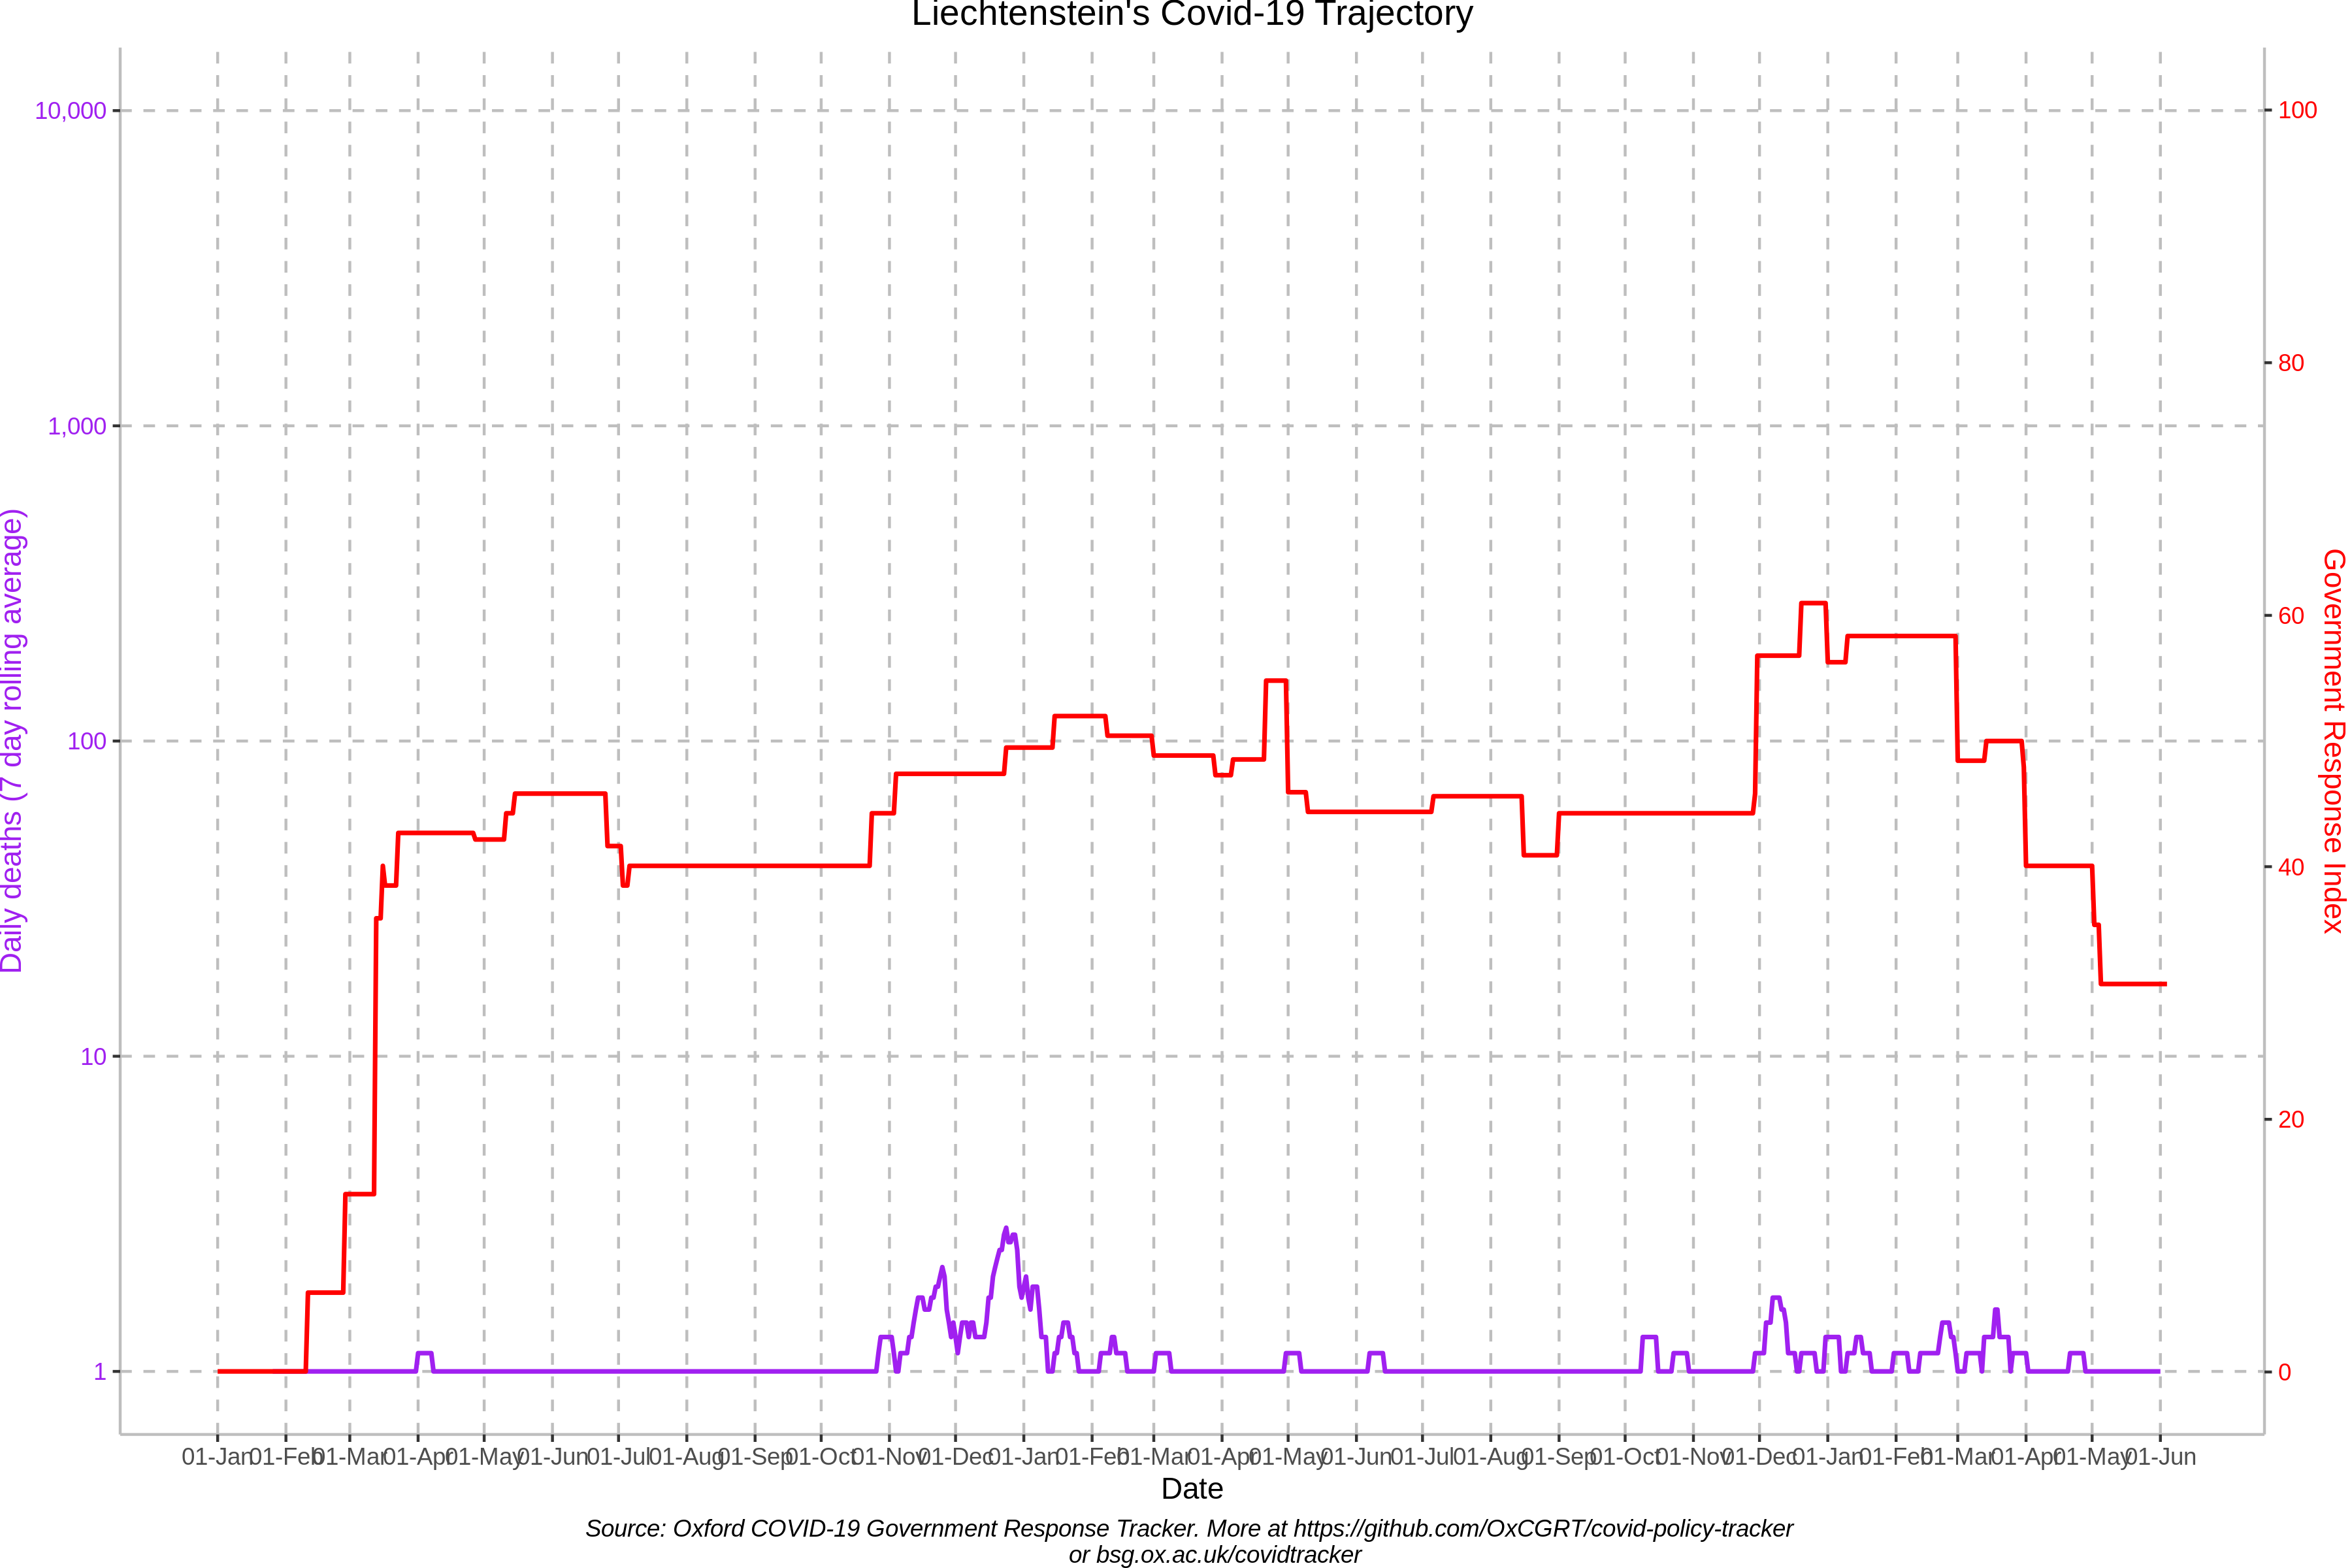 Liechtenstein's Covid-19 Trajectory
10,000
1,000
100
10
1
Daily deaths (7 day rolling average)
100
80
60
40
20
0
Government Response Index
01-Jan 01-Feb 01-Mar 01-Apr 01-May 01-Jun 01-Jul 01-Aug 01-Sep 01-Oct 01-Nov 01-Dec 01-Jan 01-Feb 01-Mar 01-Apr 01-May 01-Jun 01-Jul 01-Aug 01-Sep 01-Oct 01-Nov 01-Dec 01-Jan 01-Feb 01-Mar 01-Apr 01-May 01-Jun
Date
Source: Oxford COVID-19 Government Response Tracker. More at https://github.com/OxCGRT/covid-policy-tracker
or bsg.ox.ac.uk/covidtracker